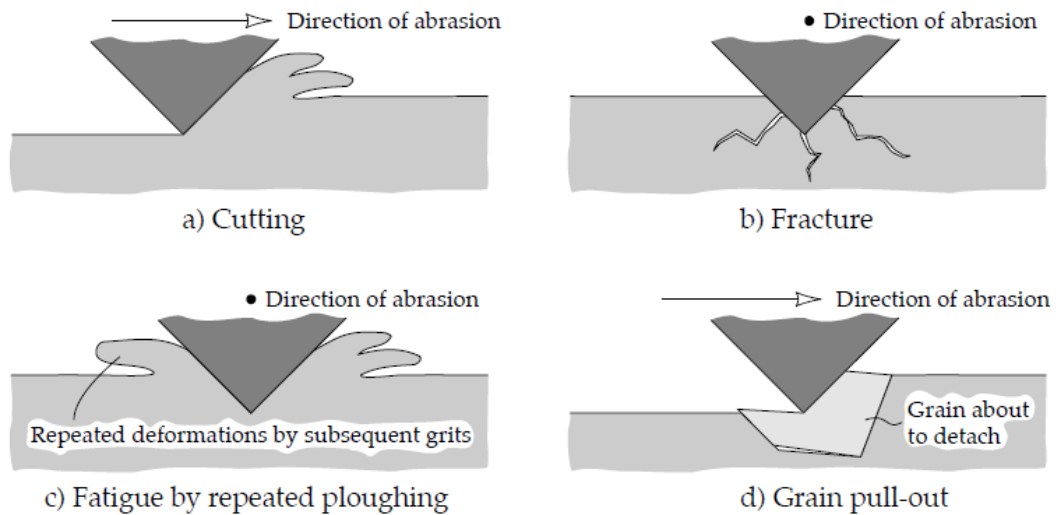 Direction of abrasion
a) Cutting
Direction of abrasion
b) Fracture
Direction of abrasion
Repeated deformations by subsequent grits
c) Fatigue by repeated ploughing
Direction of abrasion
Grain about
to detach
d) Grain pull-out